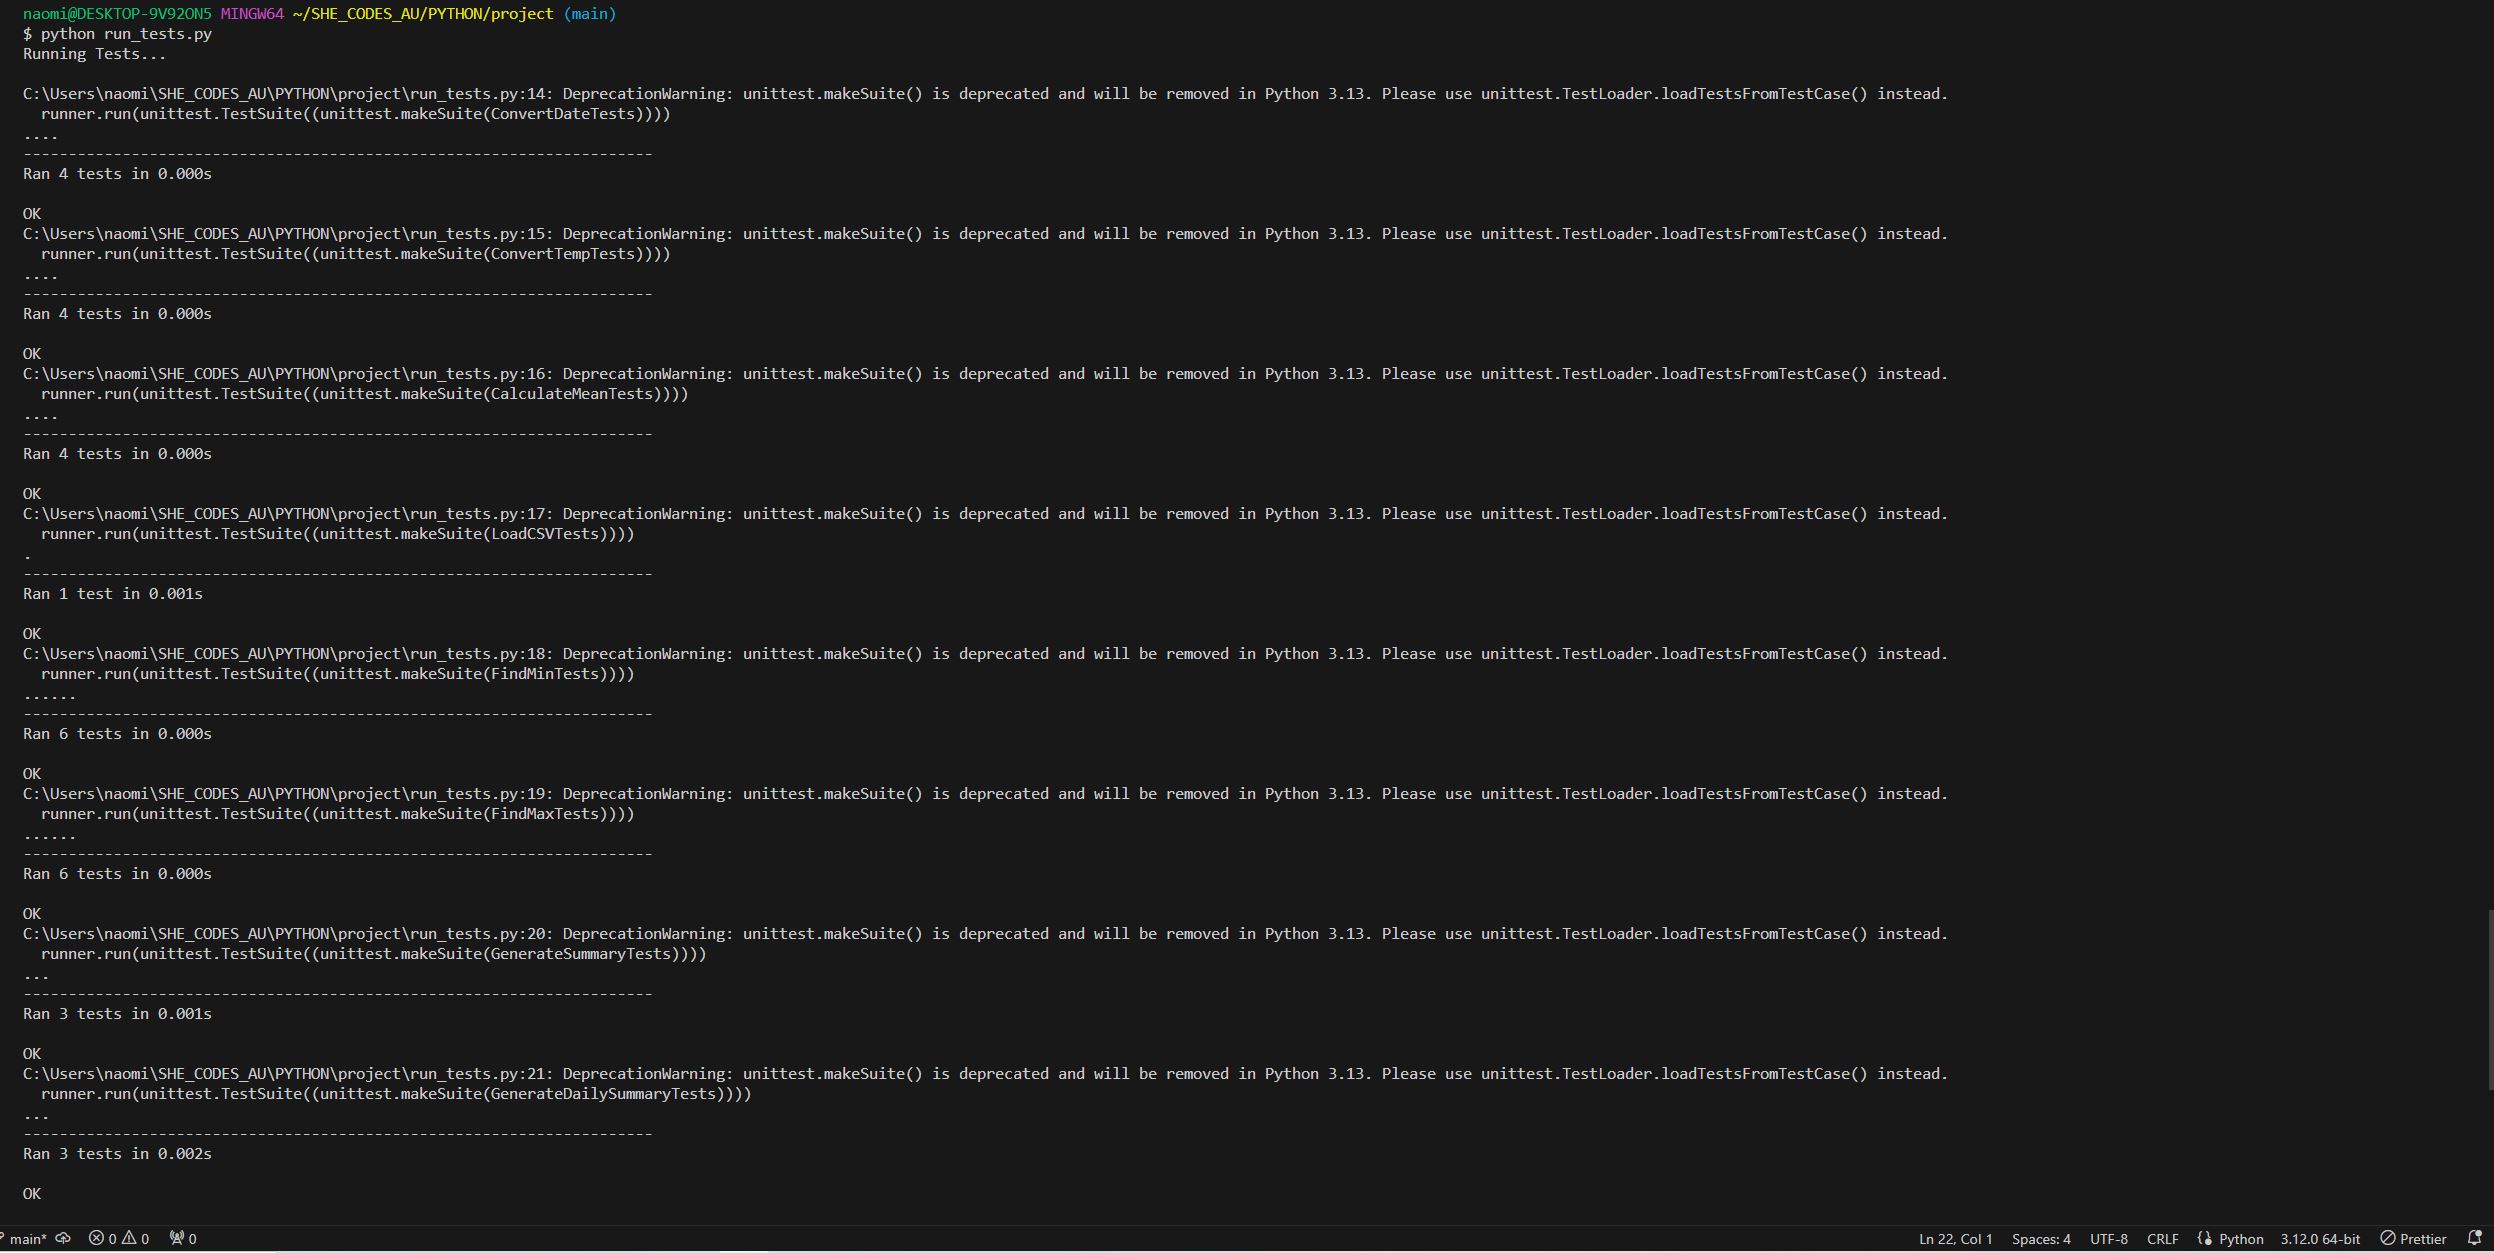 naomi@DESKTOP-9V92ON5 MINGW64 ~/SHE_CODES_AU/PYTHON/project (main)
$ python run_tests.py
Running Tests...
C:\Users\naomi\SHE_CODES_AU\PYTHON\project\run_tests.py:14: DeprecationWarning: unittest.makeSuite() is deprecated and will be removed in Python 3.13. Please use unittest.TestLoader.loadTestsFromTestCase() instead.
  runner.run(unittest.TestSuite((unittest.makeSuite(ConvertDateTests))))
....
----------------------------------------------------------------------
Ran 4 tests in 0.000s
OK
C:\Users\naomi\SHE_CODES_AU\PYTHON\project\run_tests.py:15: DeprecationWarning: unittest.makeSuite() is deprecated and will be removed in Python 3.13. Please use unittest.TestLoader.loadTestsFromTestCase() instead.
  runner.run(unittest.TestSuite((unittest.makeSuite(ConvertTempTests))))
....
----------------------------------------------------------------------
Ran 4 tests in 0.000s
OK
C:\Users\naomi\SHE_CODES_AU\PYTHON\project\run_tests.py:16: DeprecationWarning: unittest.makeSuite() is deprecated and will be removed in Python 3.13. Please use unittest.TestLoader.loadTestsFromTestCase() instead.
  runner.run(unittest.TestSuite((unittest.makeSuite(CalculateMeanTests))))
....
----------------------------------------------------------------------
Ran 4 tests in 0.000s
OK
C:\Users\naomi\SHE_CODES_AU\PYTHON\project\run_tests.py:17: DeprecationWarning: unittest.makeSuite() is deprecated and will be removed in Python 3.13. Please use unittest.TestLoader.loadTestsFromTestCase() instead.
  runner.run(unittest.TestSuite((unittest.makeSuite(LoadCSVTests))))
.
----------------------------------------------------------------------
Ran 1 test in 0.001s
OK
C:\Users\naomi\SHE_CODES_AU\PYTHON\project\run_tests.py:18: DeprecationWarning: unittest.makeSuite() is deprecated and will be removed in Python 3.13. Please use unittest.TestLoader.loadTestsFromTestCase() instead.
  runner.run(unittest.TestSuite((unittest.makeSuite(FindMinTests))))
......
----------------------------------------------------------------------
Ran 6 tests in 0.000s
OK
C:\Users\naomi\SHE_CODES_AU\PYTHON\project\run_tests.py:19: DeprecationWarning: unittest.makeSuite() is deprecated and will be removed in Python 3.13. Please use unittest.TestLoader.loadTestsFromTestCase() instead.
  runner.run(unittest.TestSuite((unittest.makeSuite(FindMaxTests))))
......
----------------------------------------------------------------------
Ran 6 tests in 0.000s
OK
C:\Users\naomi\SHE_CODES_AU\PYTHON\project\run_tests.py:20: DeprecationWarning: unittest.makeSuite() is deprecated and will be removed in Python 3.13. Please use unittest.TestLoader.loadTestsFromTestCase() instead.
  runner.run(unittest.TestSuite((unittest.makeSuite(GenerateSummaryTests))))
...
----------------------------------------------------------------------
Ran 3 tests in 0.001s
OK
C:\Users\naomi\SHE_CODES_AU\PYTHON\project\run_tests.py:21: DeprecationWarning: unittest.makeSuite() is deprecated and will be removed in Python 3.13. Please use unittest.TestLoader.loadTestsFromTestCase() instead.
  runner.run(unittest.TestSuite((unittest.makeSuite(GenerateDailySummaryTests))))
...
----------------------------------------------------------------------
Ran 3 tests in 0.002s
OK
main* 0 0 0 Ln 22, Col 1 Spaces: 4 UTF-8 CRLF Python 3.12.0 64-bit Prettier